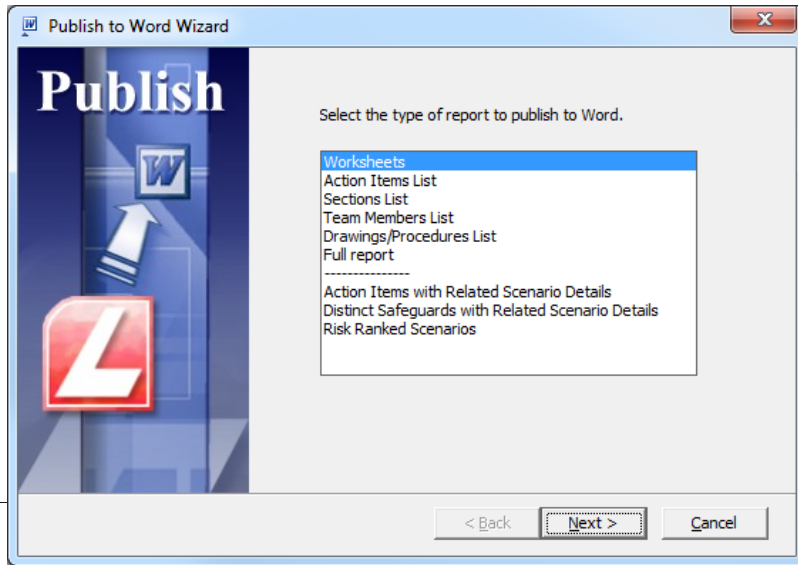 Publish to Word Wizard
Publish
W
L
Select the type of report to publish to Word.
Worksheets
Action Items List
Sections List
Team Members List
Drawings/Procedures List
Full report
---------------
Action Items with Related Scenario Details
Distinct Safeguards with Related Scenario Details
Risk Ranked Scenarios
< Back
Next >
Cancel